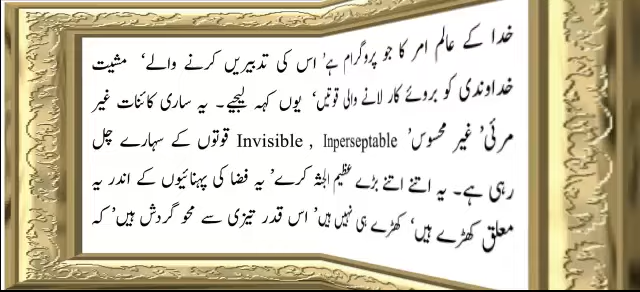 خدا کے عالم امر کا جو پروگرام ہے' اس کی تدبیریں کرنے والے' مشیت
خداوندی کو بروئے کار لانے والی قوتیں' یوں کہہ لیجیے۔ یہ ساری کائنات غیر
مرئی' غیر محسوس' Invisible , Inperseptable قوتوں کے سہارے چل
رہی ہے۔ یہ اتنے اتنے بڑے عظیم الجثہ کرے' یہ فضا کی پہنائیوں کے اندر یہ
معلق کھڑے ہیں' کھڑے ہی نہیں ہیں' اس قدر تیزی سے محو گردش ہیں' کہ